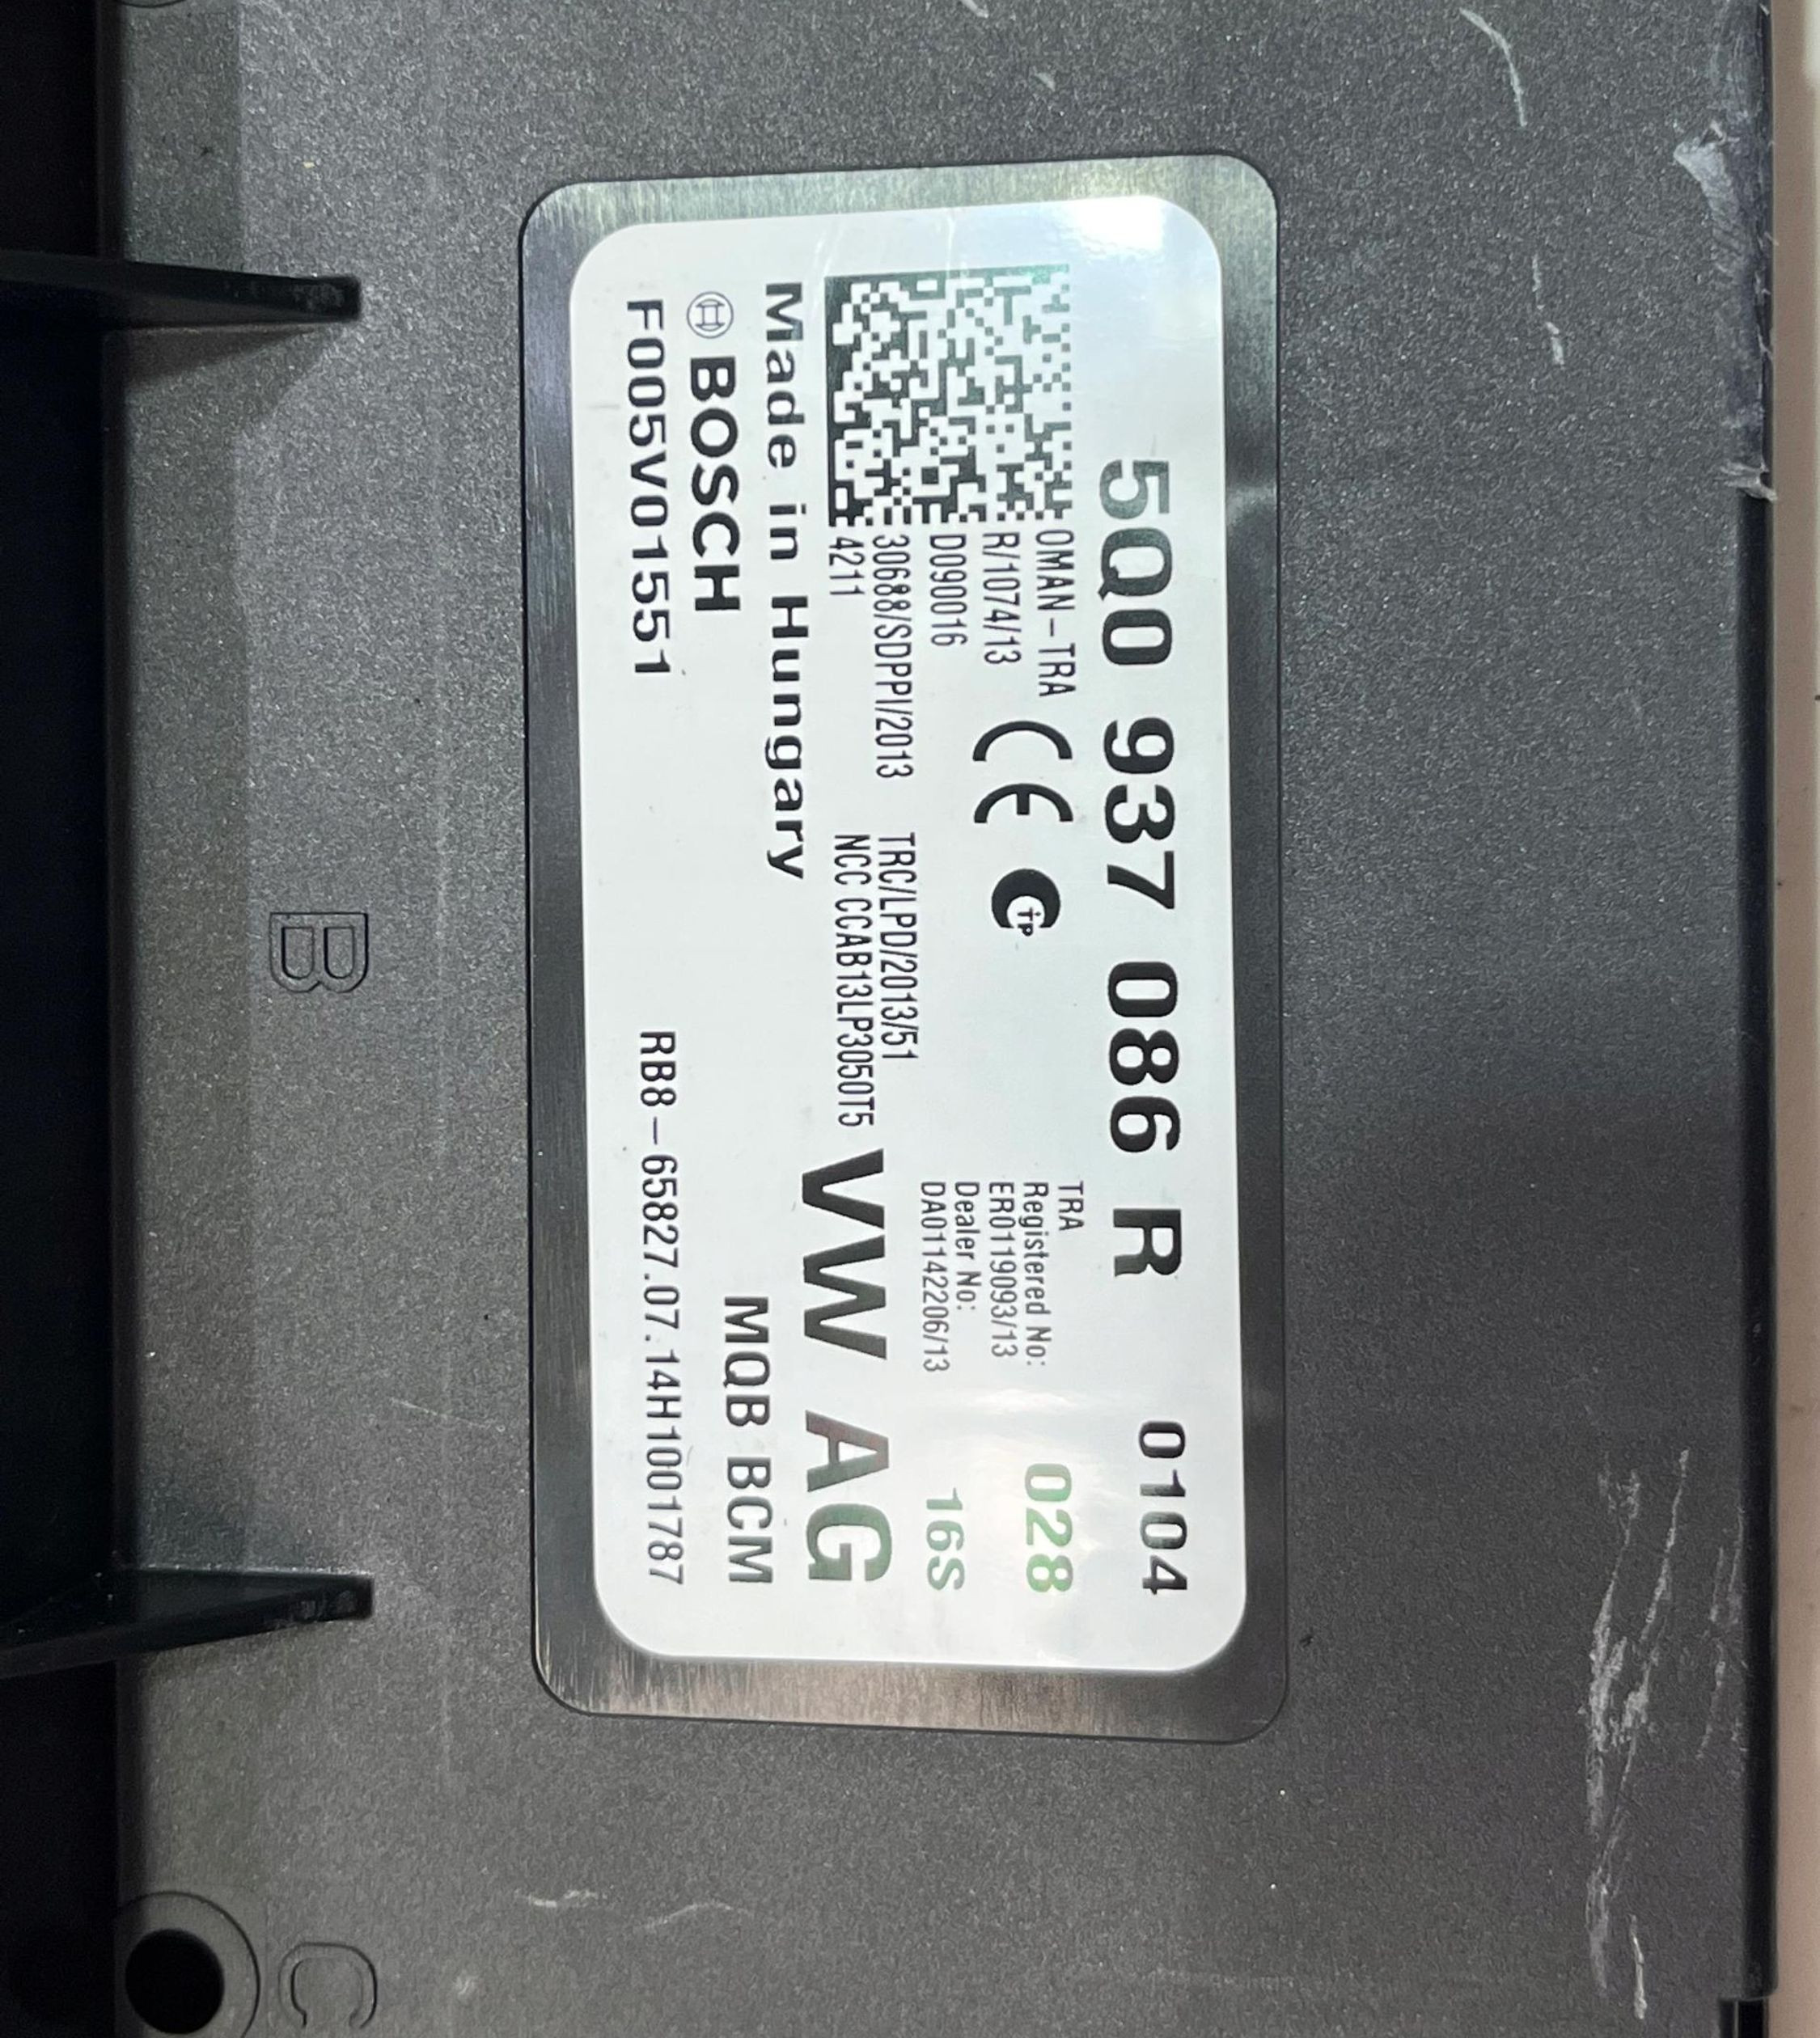 5Q0 937 086 R 0104
OMAN-TRA
R/1074/13
D090016
30688/SDPPI/2013
4211
TRC/LPD/2013/51
NCC CCAB13LP3050T5
CE
TRA
Registered No:
ER0119093/13
Dealer No:
DA01142206/13
028
16S
Made in Hungary
VW AG
BOSCH
MQB BCM
F005V01551
RB8-65827.07.14H1001787
B
C